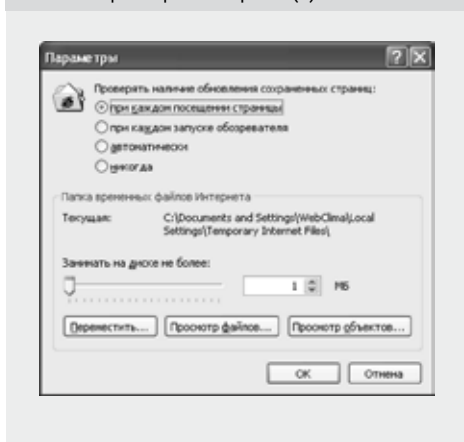 Параметры
Проверять наличие обновления сохраненных страниц:
при каждом посещении страницы
при каждом запуске обозревателя
автоматически
никогда
Папка временных файлов Интернета
Текущая: C:\Documents and Settings\WebClima\Local
Settings\Temporary Internet Files\
Занимать на диске не более:
1 МБ
Переместить... Просмотр файлов... Просмотр объектов...
OK Отмена